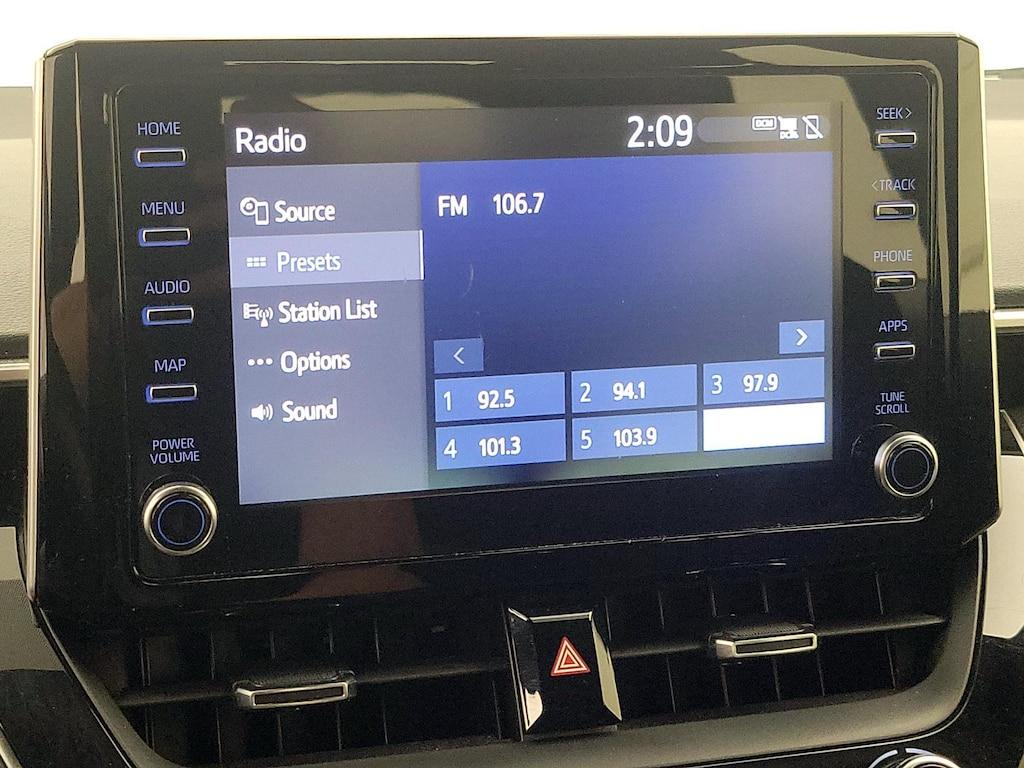 HOME
MENU
AUDIO
MAP
POWER
VOLUME
Radio
2:09
DCM
DCM
Source
Presets
Station List
Options
Sound
FM 106.7
<
>
1 92.5
2 94.1
3 97.9
4 101.3
5 103.9
SEEK>
<TRACK
PHONE
APPS
TUNE
SCROLL